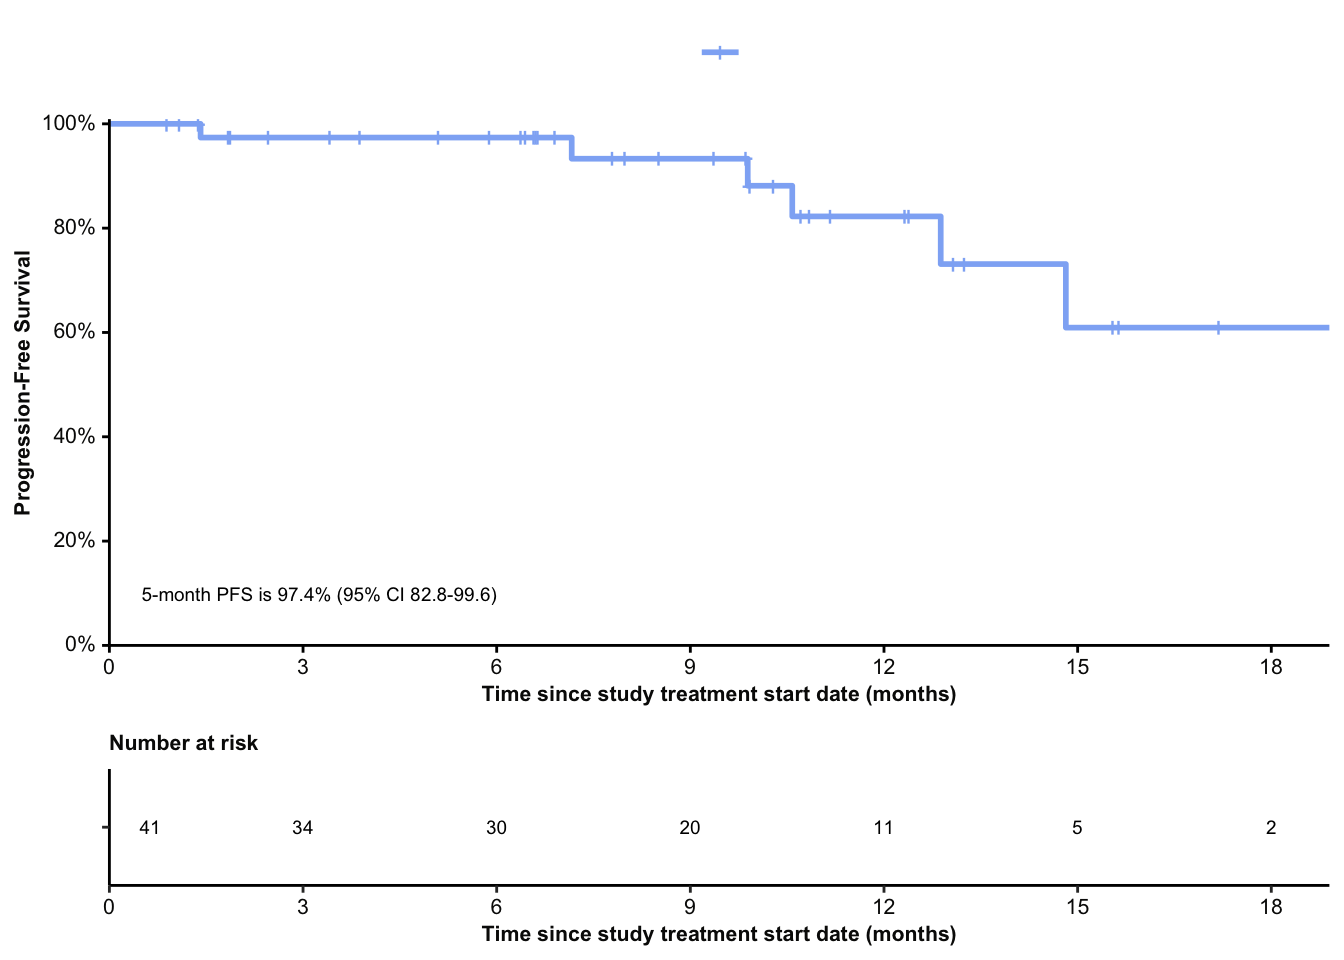 100%
80%
60%
40%
20%
0%
Progression-Free Survival
5-month PFS is 97.4% (95% CI 82.8-99.6)
0 3 6 9 12 15 18
Time since study treatment start date (months)
Number at risk
41 34 30 20 11 5 2
0 3 6 9 12 15 18
Time since study treatment start date (months)